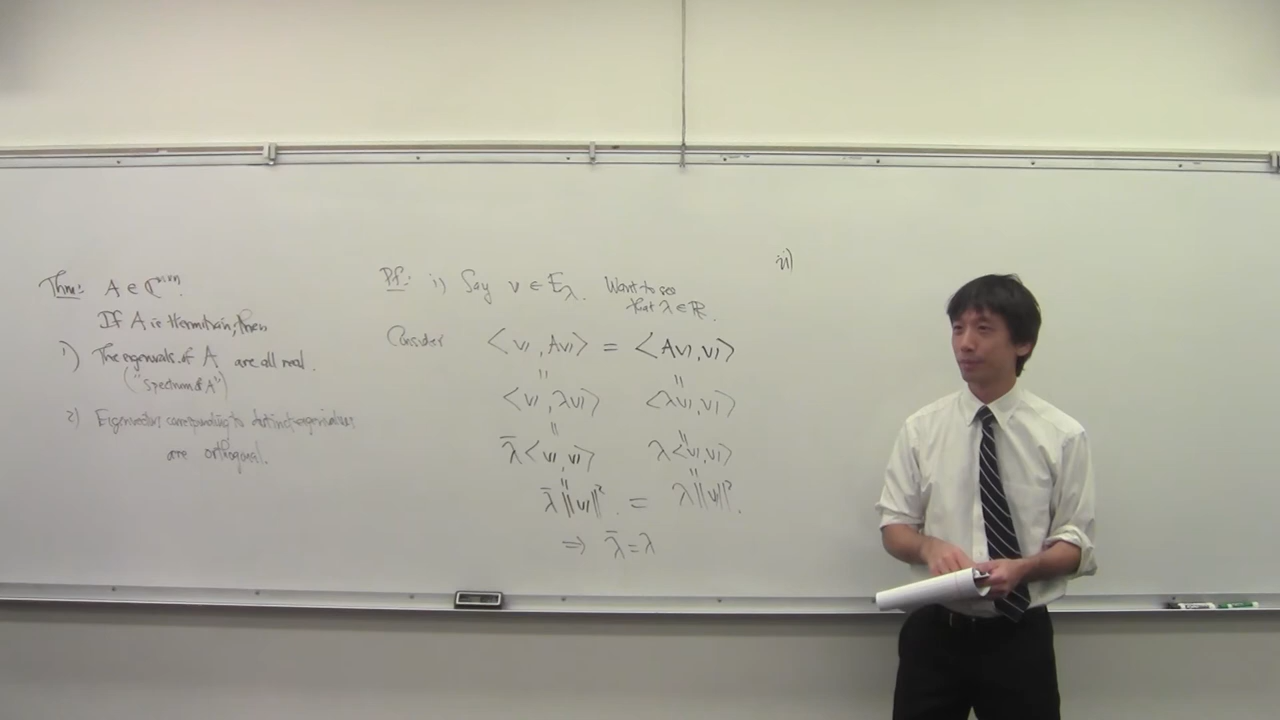 Thm: A ∈ ℂⁿˣⁿ.
If A is Hermitian, then
1) The eigenvals. of A are all real.
("spectrum of A")
2) Eigenvectors corresponding to distinct eigenvalues
are orthogonal.
Pf: i) Say v ∈ E_λ. Want to see
that λ ∈ ℝ.
Consider ⟨v, Av⟩ = ⟨Av, v⟩
= =
⟨v, λv⟩ ⟨λv, v⟩
= =
λ̄⟨v, v⟩ λ⟨v, v⟩
= =
λ̄‖v‖². = λ‖v‖².
⇒ λ̄ = λ
ii)